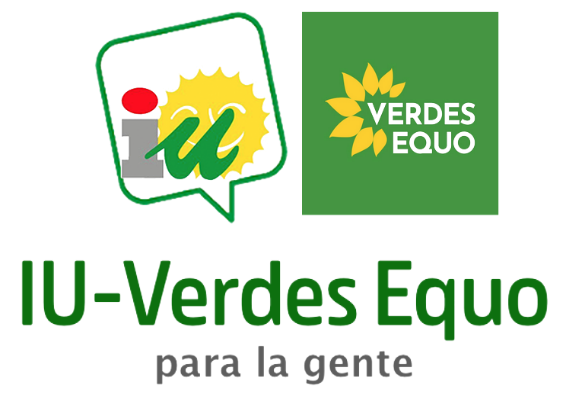 iu
VERDES
EQUO
IU-Verdes Equo
para la gente